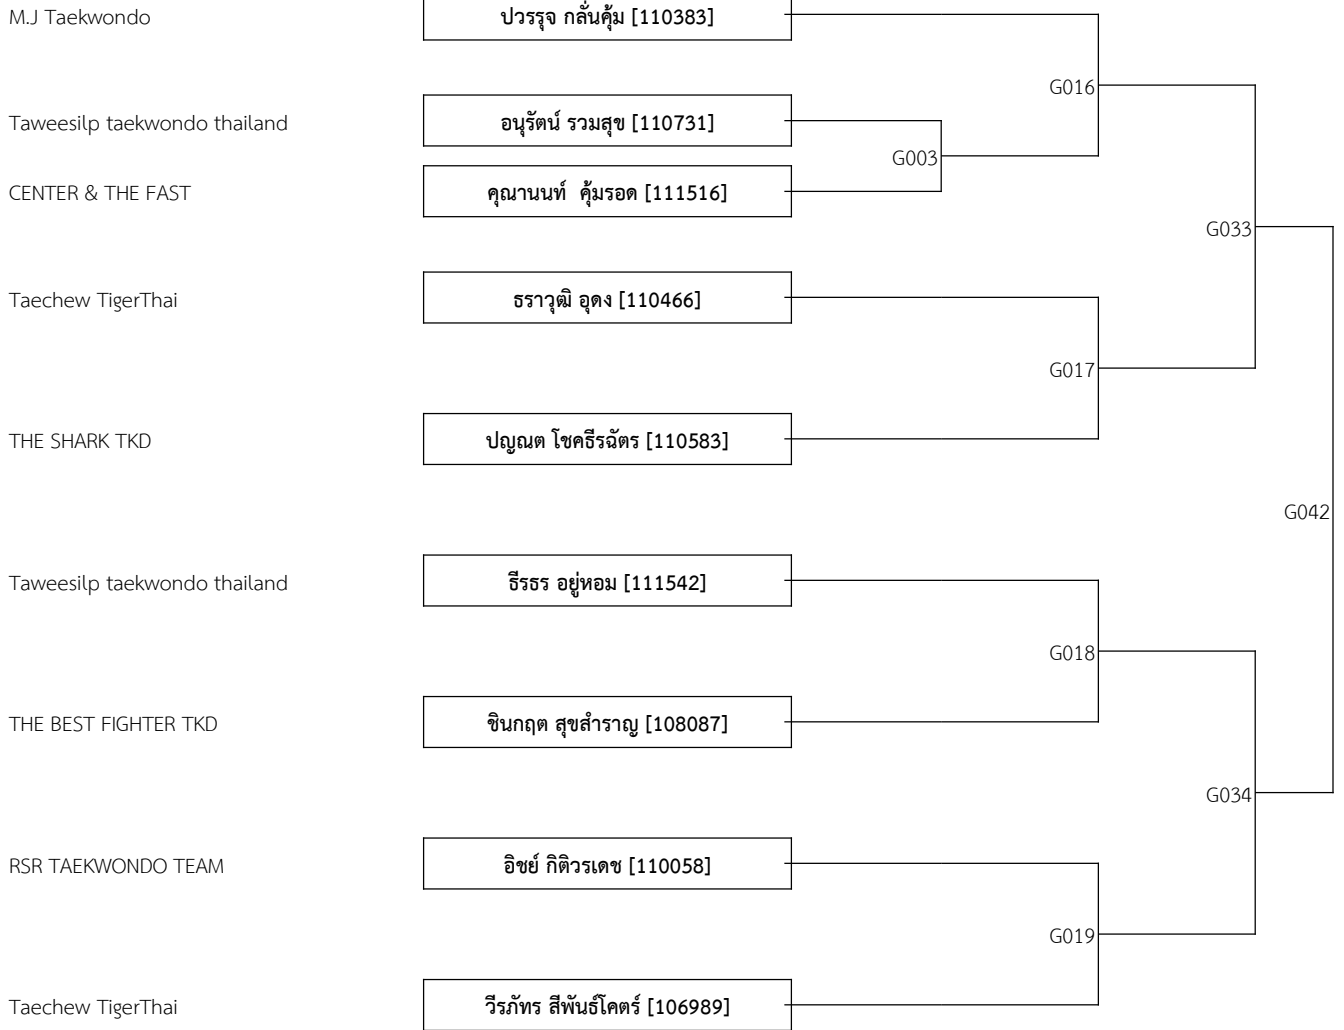 M.J Taekwondo
ปวรรุจ กลั่นคุ้ม [110383]
G016
Taweesilp taekwondo thailand
อนุรัตน์ รวมสุข [110731]
G003
CENTER & THE FAST
คุณานนท์  คุ้มรอด [111516]
G033
Taechew TigerThai
ธราวุฒิ อุดง [110466]
G017
THE SHARK TKD
ปญณต โชคธีรฉัตร [110583]
G042
Taweesilp taekwondo thailand
ธีรธร อยู่หอม [111542]
G018
THE BEST FIGHTER TKD
ชินกฤต สุขสำราญ [108087]
G034
RSR TAEKWONDO TEAM
อิชย์ กิติวรเดช [110058]
G019
Taechew TigerThai
วีรภัทร สีพันธ์โคตร์ [106989]